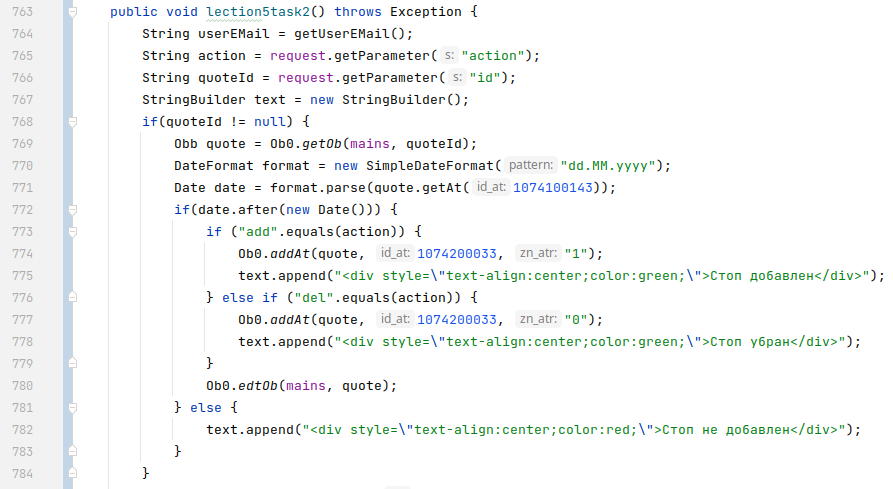 763 public void lection5task2() throws Exception {
764 String userEMail = getUserEMail();
765 String action = request.getParameter( s: "action");
766 String quoteId = request.getParameter( s: "id");
767 StringBuilder text = new StringBuilder();
768 if(quoteId != null) {
769 Obb quote = Ob0.getOb(mains, quoteId);
770 DateFormat format = new SimpleDateFormat( pattern: "dd.MM.yyyy");
771 Date date = format.parse(quote.getAt( id_at: 1074100143));
772 if(date.after(new Date())) {
773 if ("add".equals(action)) {
774 Ob0.addAt(quote, id_at: 1074200033, zn_atr: "1");
775 text.append("<div style=\"text-align:center;color:green;\">Стоп добавлен</div>");
776 } else if ("del".equals(action)) {
777 Ob0.addAt(quote, id_at: 1074200033, zn_atr: "0");
778 text.append("<div style=\"text-align:center;color:green;\">Стоп убран</div>");
779 }
780 Ob0.edtOb(mains, quote);
781 } else {
782 text.append("<div style=\"text-align:center;color:red;\">Стоп не добавлен</div>");
783 }
784 }